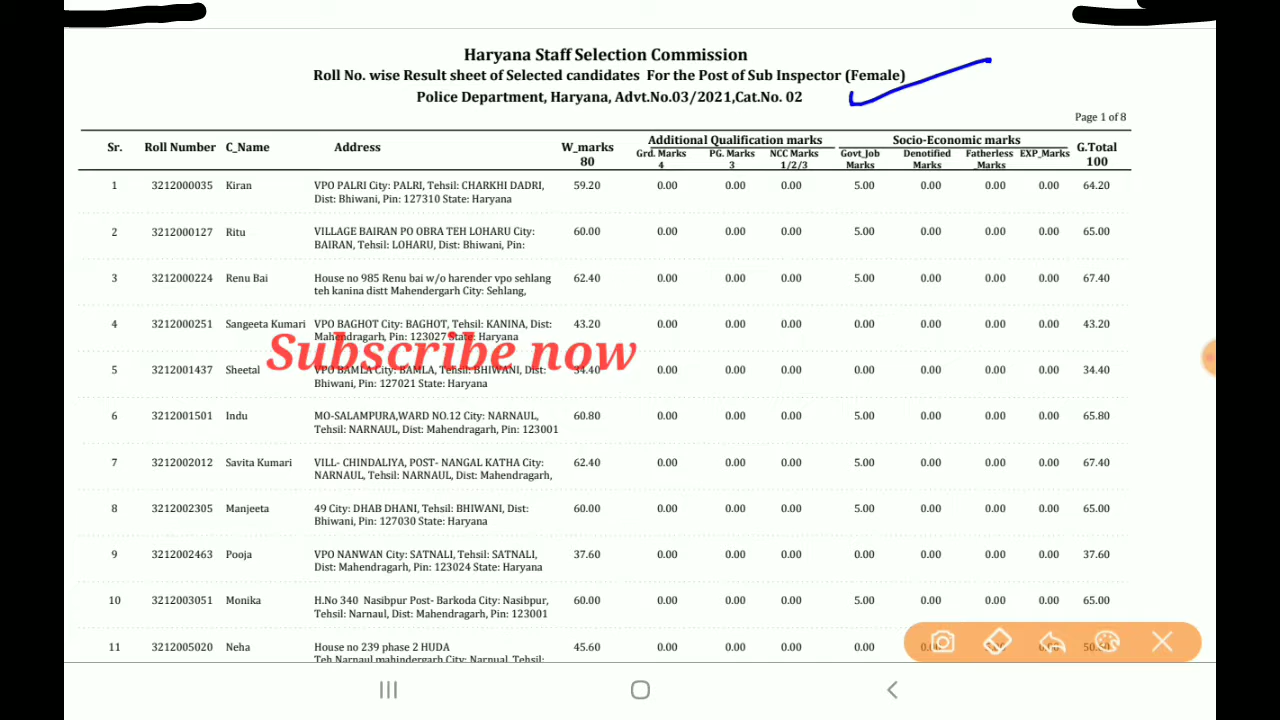 Haryana Staff Selection Commission
Roll No. wise Result sheet of Selected candidates For the Post of Sub Inspector (Female)
Police Department, Haryana, Advt.No.03/2021,Cat.No. 02
Page 1 of 8
Additional Qualification marks Socio-Economic marks
Sr. Roll Number C_Name Address W_marks 80 Grd. Marks 4 PG. Marks 3 NCC Marks 1/2/3 Govt_Job Marks Denotified Marks Fatherless _Marks EXP_Marks G.Total 100
1 3212000035 Kiran VPO PALRI City: PALRI, Tehsil: CHARKHI DADRI, 59.20 0.00 0.00 0.00 5.00 0.00 0.00 0.00 64.20
Dist: Bhiwani, Pin: 127310 State: Haryana
2 3212000127 Ritu VILLAGE BAIRAN PO OBRA TEH LOHARU City: 60.00 0.00 0.00 0.00 5.00 0.00 0.00 0.00 65.00
BAIRAN, Tehsil: LOHARU, Dist: Bhiwani, Pin:
3 3212000224 Renu Bai House no 985 Renu bai w/o harender vpo sehlang 62.40 0.00 0.00 0.00 5.00 0.00 0.00 0.00 67.40
teh kanina distt Mahendergarh City: Sehlang,
4 3212000251 Sangeeta Kumari VPO BAGHOT City: BAGHOT, Tehsil: KANINA, Dist: 43.20 0.00 0.00 0.00 0.00 0.00 0.00 0.00 43.20
Mahendragarh, Pin: 123027 State: Haryana
Subscribe now
5 3212001437 Sheetal VPO BAMLA City: BAMLA, Tehsil: BHIWANI, Dist: 34.40 0.00 0.00 0.00 0.00 0.00 0.00 0.00 34.40
Bhiwani, Pin: 127021 State: Haryana
6 3212001501 Indu MO-SALAMPURA,WARD NO.12 City: NARNAUL, 60.80 0.00 0.00 0.00 5.00 0.00 0.00 0.00 65.80
Tehsil: NARNAUL, Dist: Mahendragarh, Pin: 123001
7 3212002012 Savita Kumari VILL- CHINDALIYA, POST- NANGAL KATHA City: 62.40 0.00 0.00 0.00 5.00 0.00 0.00 0.00 67.40
NARNAUL, Tehsil: NARNAUL, Dist: Mahendragarh,
8 3212002305 Manjeeta 49 City: DHAB DHANI, Tehsil: BHIWANI, Dist: 60.00 0.00 0.00 0.00 5.00 0.00 0.00 0.00 65.00
Bhiwani, Pin: 127030 State: Haryana
9 3212002463 Pooja VPO NANWAN City: SATNALI, Tehsil: SATNALI, 37.60 0.00 0.00 0.00 0.00 0.00 0.00 0.00 37.60
Dist: Mahendragarh, Pin: 123024 State: Haryana
10 3212003051 Monika H.No 340 Nasibpur Post- Barkoda City: Nasibpur, 60.00 0.00 0.00 0.00 5.00 0.00 0.00 0.00 65.00
Tehsil: Narnaul, Dist: Mahendragarh, Pin: 123001
11 3212005020 Neha House no 239 phase 2 HUDA 45.60 0.00 0.00 0.00 0.00
Teh Narnaul mahindergarh City: Narnual, Tehsil: